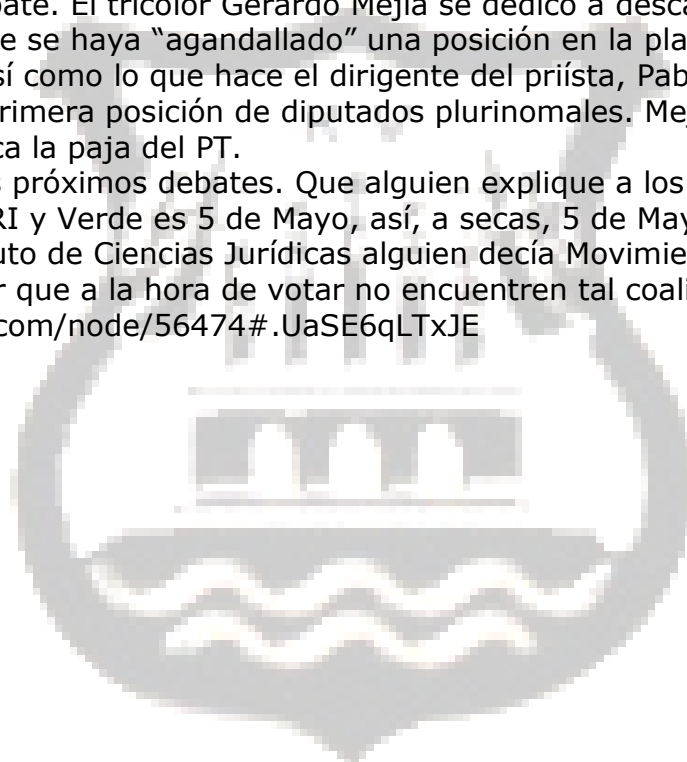 bate. El tricolor Gerardo Mejía se dedicó a desca
e se haya “agandallado” una posición en la pla
sí como lo que hace el dirigente del priísta, Pab
rimera posición de diputados plurinomales. Mej
ca la paja del PT.
s próximos debates. Que alguien explique a los
RI y Verde es 5 de Mayo, así, a secas, 5 de May
uto de Ciencias Jurídicas alguien decía Movimie
r que a la hora de votar no encuentren tal coali
com/node/56474#.UaSE6qLTxJE